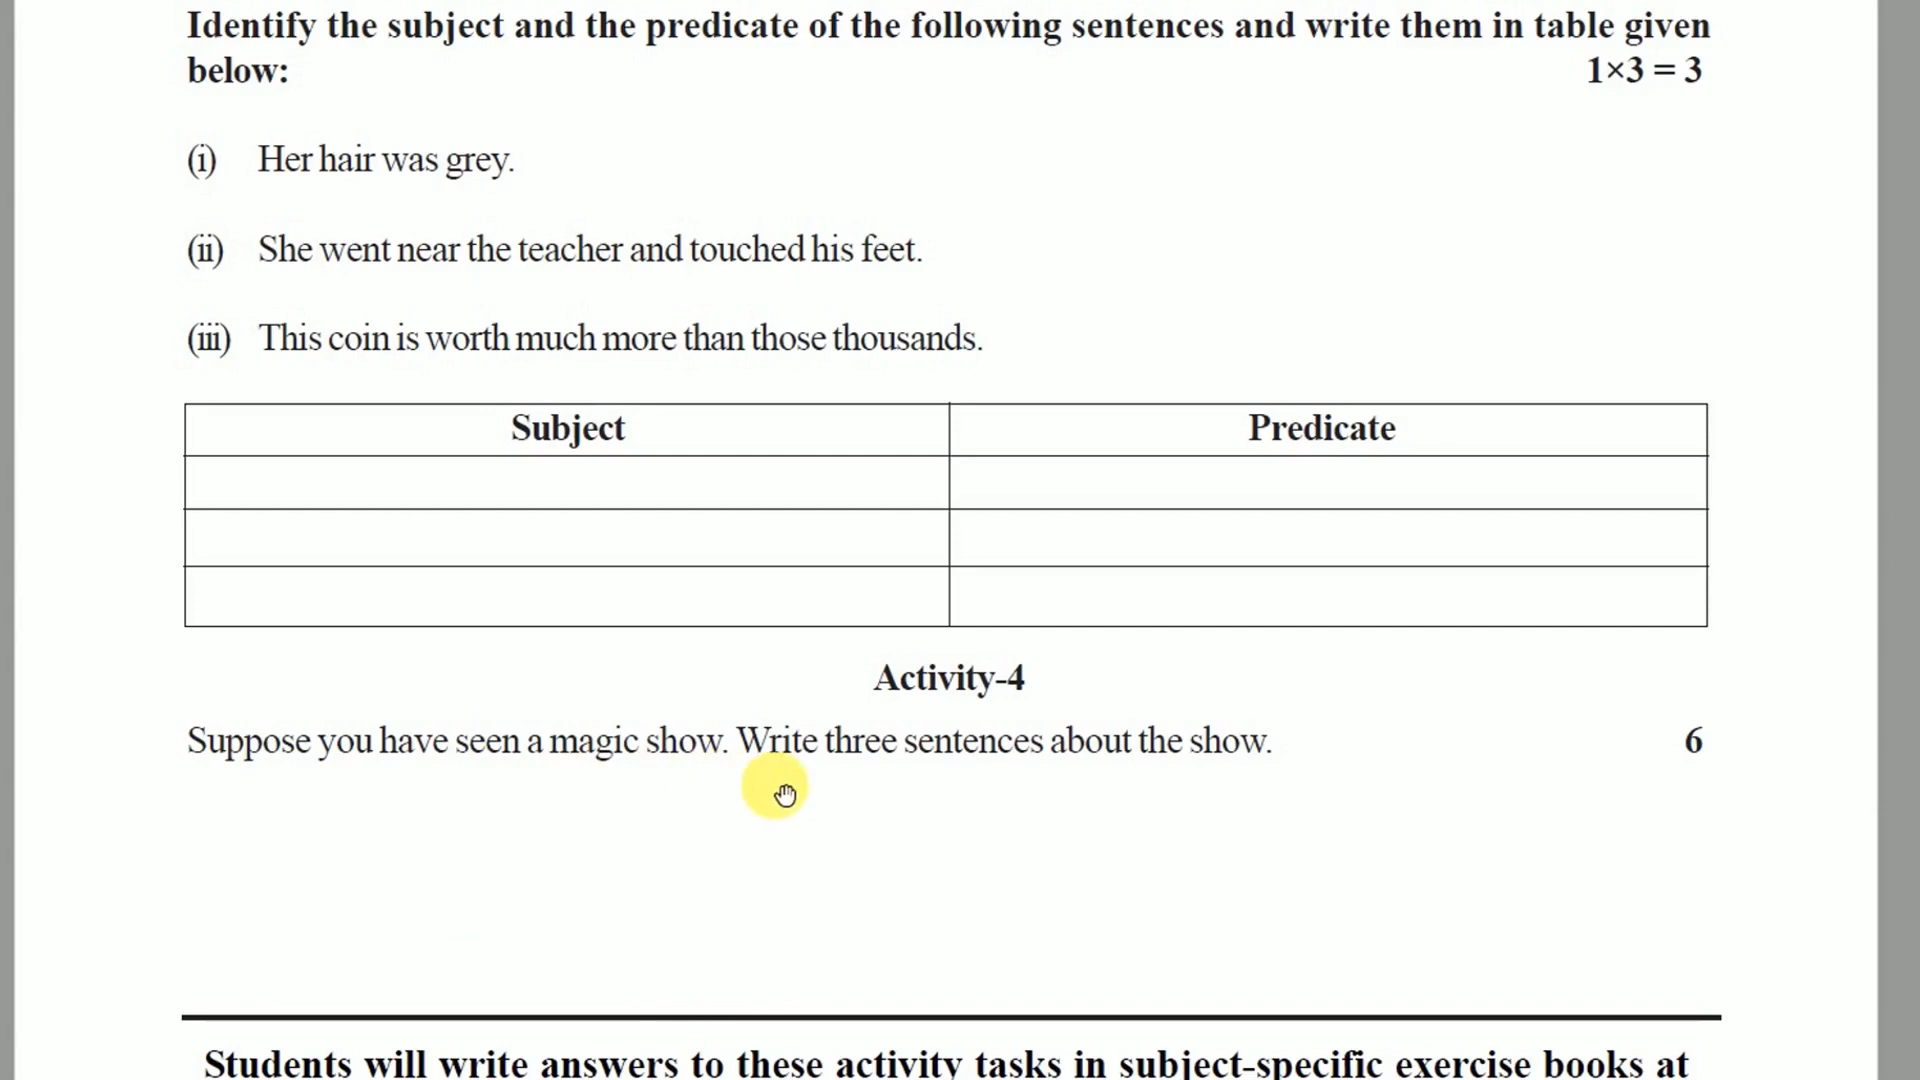 Identify the subject and the predicate of the following sentences and write them in table given
below: 1×3 = 3
(i) Her hair was grey.
(ii) She went near the teacher and touched his feet.
(iii) This coin is worth much more than those thousands.
Subject Predicate
Activity-4
Suppose you have seen a magic show. Write three sentences about the show. 6
Students will write answers to these activity tasks in subject-specific exercise books at